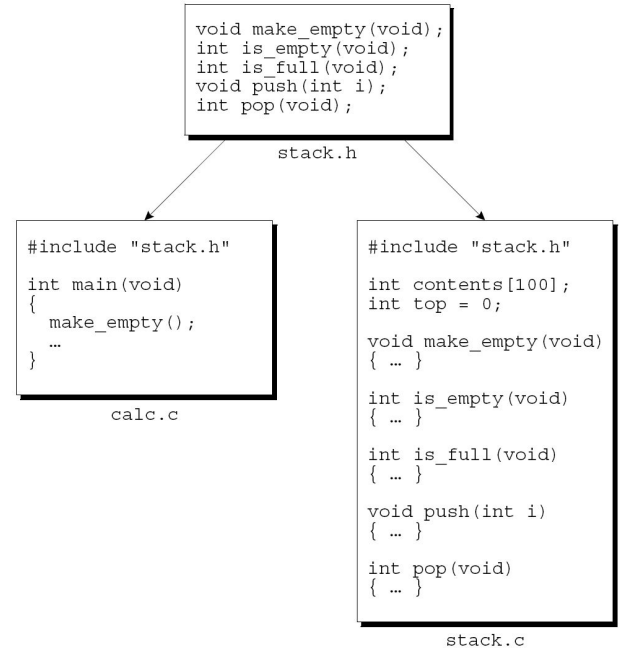 void make_empty(void);
int is_empty(void);
int is_full(void);
void push(int i);
int pop(void);
stack.h
#include "stack.h"
int main(void)
{
  make_empty();
  …
}
calc.c
#include "stack.h"
int contents[100];
int top = 0;
void make_empty(void)
{ … }
int is_empty(void)
{ … }
int is_full(void)
{ … }
void push(int i)
{ … }
int pop(void)
{ … }
stack.c